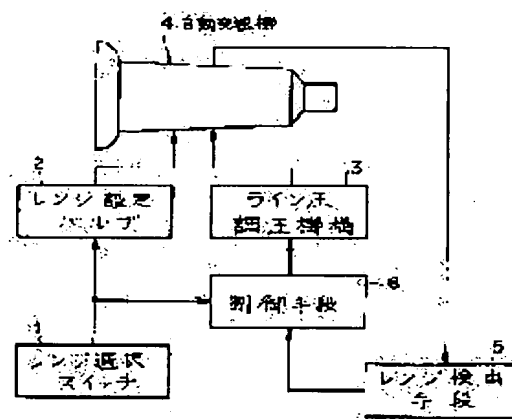 4.自動変速機
2
レンジ設定
バルブ
3
ライン圧
調圧機構
6
制御手段
1
レンジ選択
スイッチ
5
レンジ検出
手段